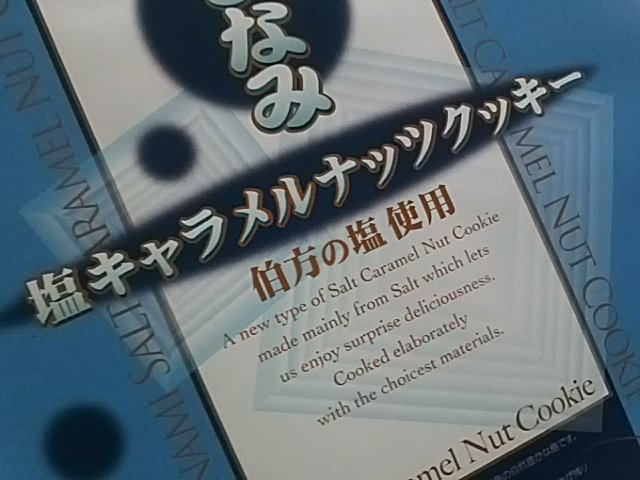 なみ
塩キャラメルナッツクッキー
伯方の塩 使用
A new type of Salt Caramel Nut Cookie
made mainly from Salt which lets
us enjoy surprise deliciousness.
Cooked elaborately
with the choicest materials.
ramel Nut Cookie
NAMI SALT CARAMEL NUT
MEL NUT COOKIE